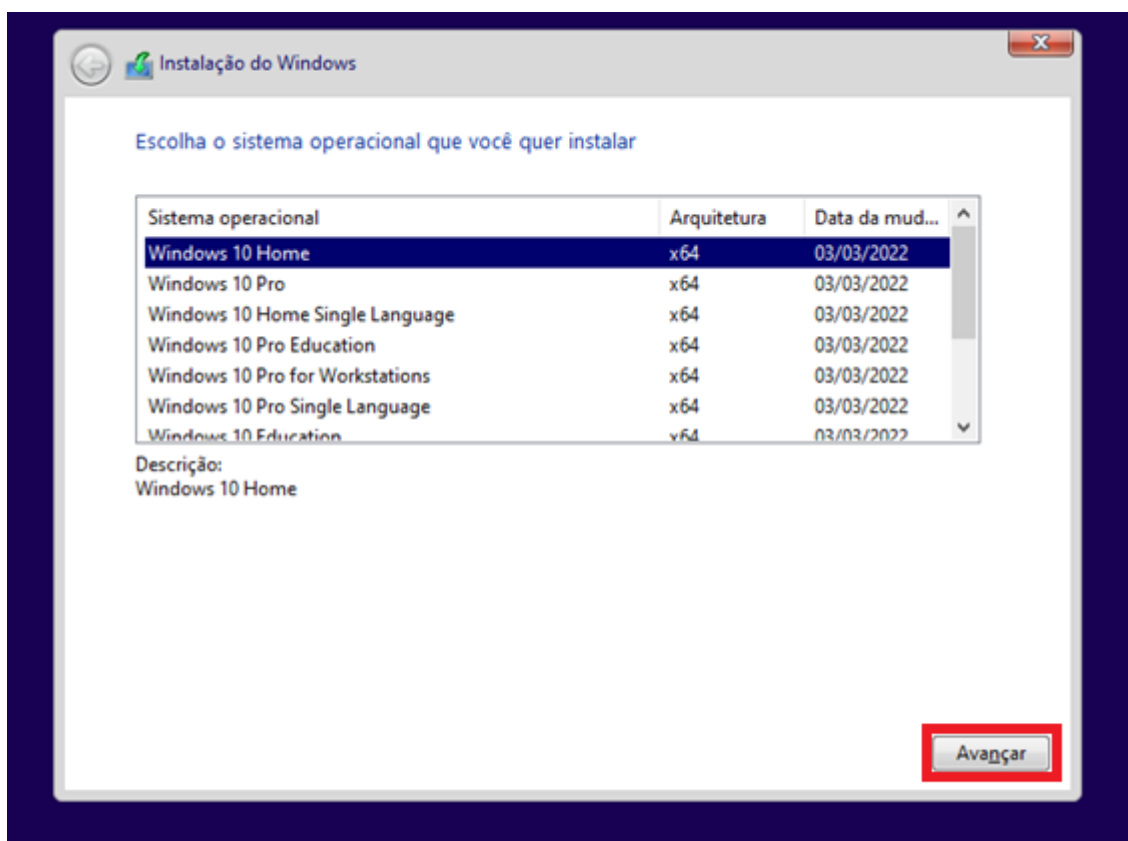 Instalação do Windows
Escolha o sistema operacional que você quer instalar
Sistema operacional Arquitetura Data da mud...
Windows 10 Home x64 03/03/2022
Windows 10 Pro x64 03/03/2022
Windows 10 Home Single Language x64 03/03/2022
Windows 10 Pro Education x64 03/03/2022
Windows 10 Pro for Workstations x64 03/03/2022
Windows 10 Pro Single Language x64 03/03/2022
Windows 10 Education x64 03/03/2022
Descrição:
Windows 10 Home
Avançar